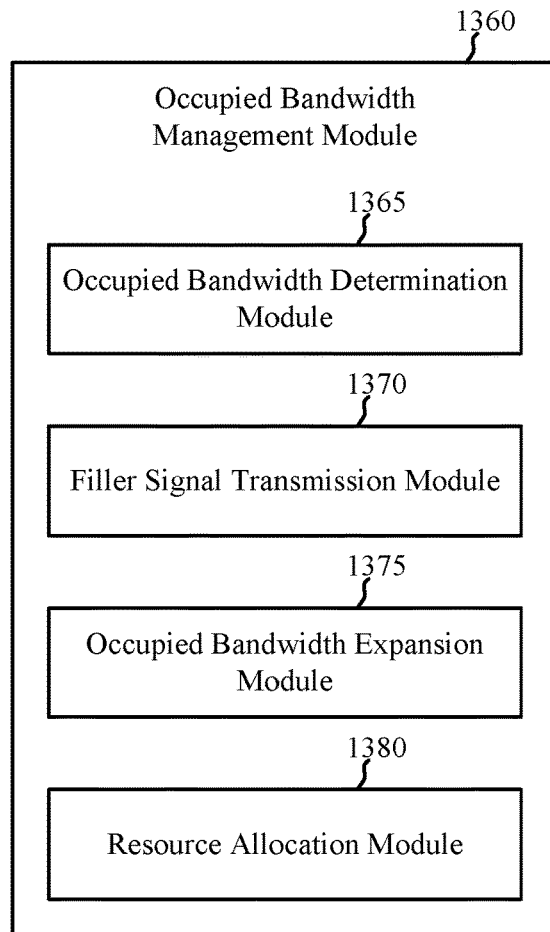 1360
Occupied Bandwidth
Management Module
1365
Occupied Bandwidth Determination
Module
1370
Filler Signal Transmission Module
1375
Occupied Bandwidth Expansion
Module
1380
Resource Allocation Module